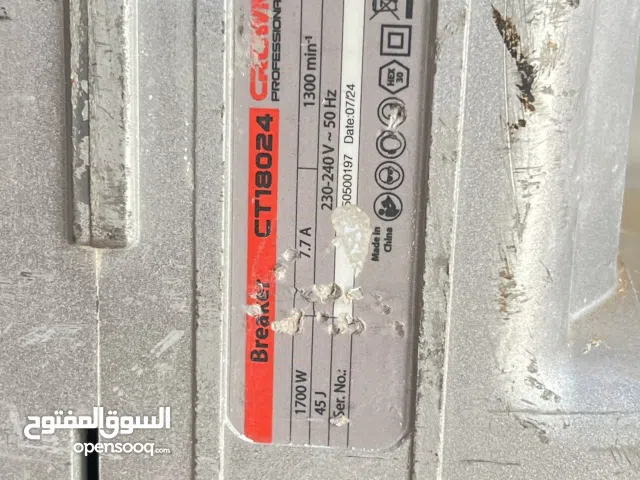 Breaker CT18024
PROFESSIONAL
1700 W 7.7 A 1300 min⁻¹
45 J 230-240 V ~ 50 Hz
Ser. No.: 50500197 Date:07/24
Made in
China
HEX
30
السوق المفتوح
opensooq.com